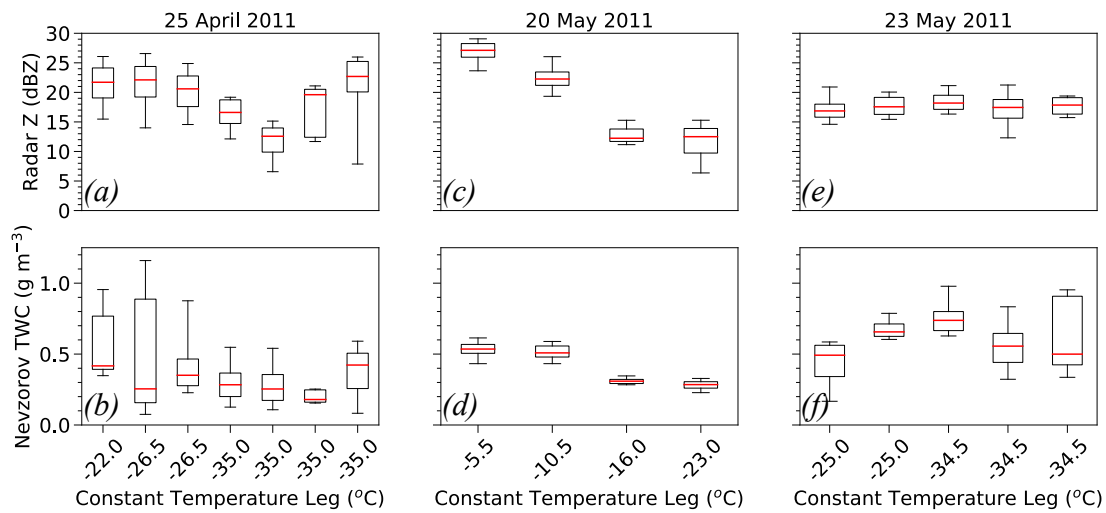 25 April 2011
20 May 2011
23 May 2011
Radar Z (dBZ)
30
25
20
15
10
5
0
(a)
(c)
(e)
Nevzorov TWC (g m⁻³)
1.0
0.5
0.0
(b)
(d)
(f)
-22.0 -26.5 -26.5 -35.0 -35.0 -35.0 -35.0
-5.5 -10.5 -16.0 -23.0
-25.0 -25.0 -34.5 -34.5 -34.5
Constant Temperature Leg (°C)
Constant Temperature Leg (°C)
Constant Temperature Leg (°C)